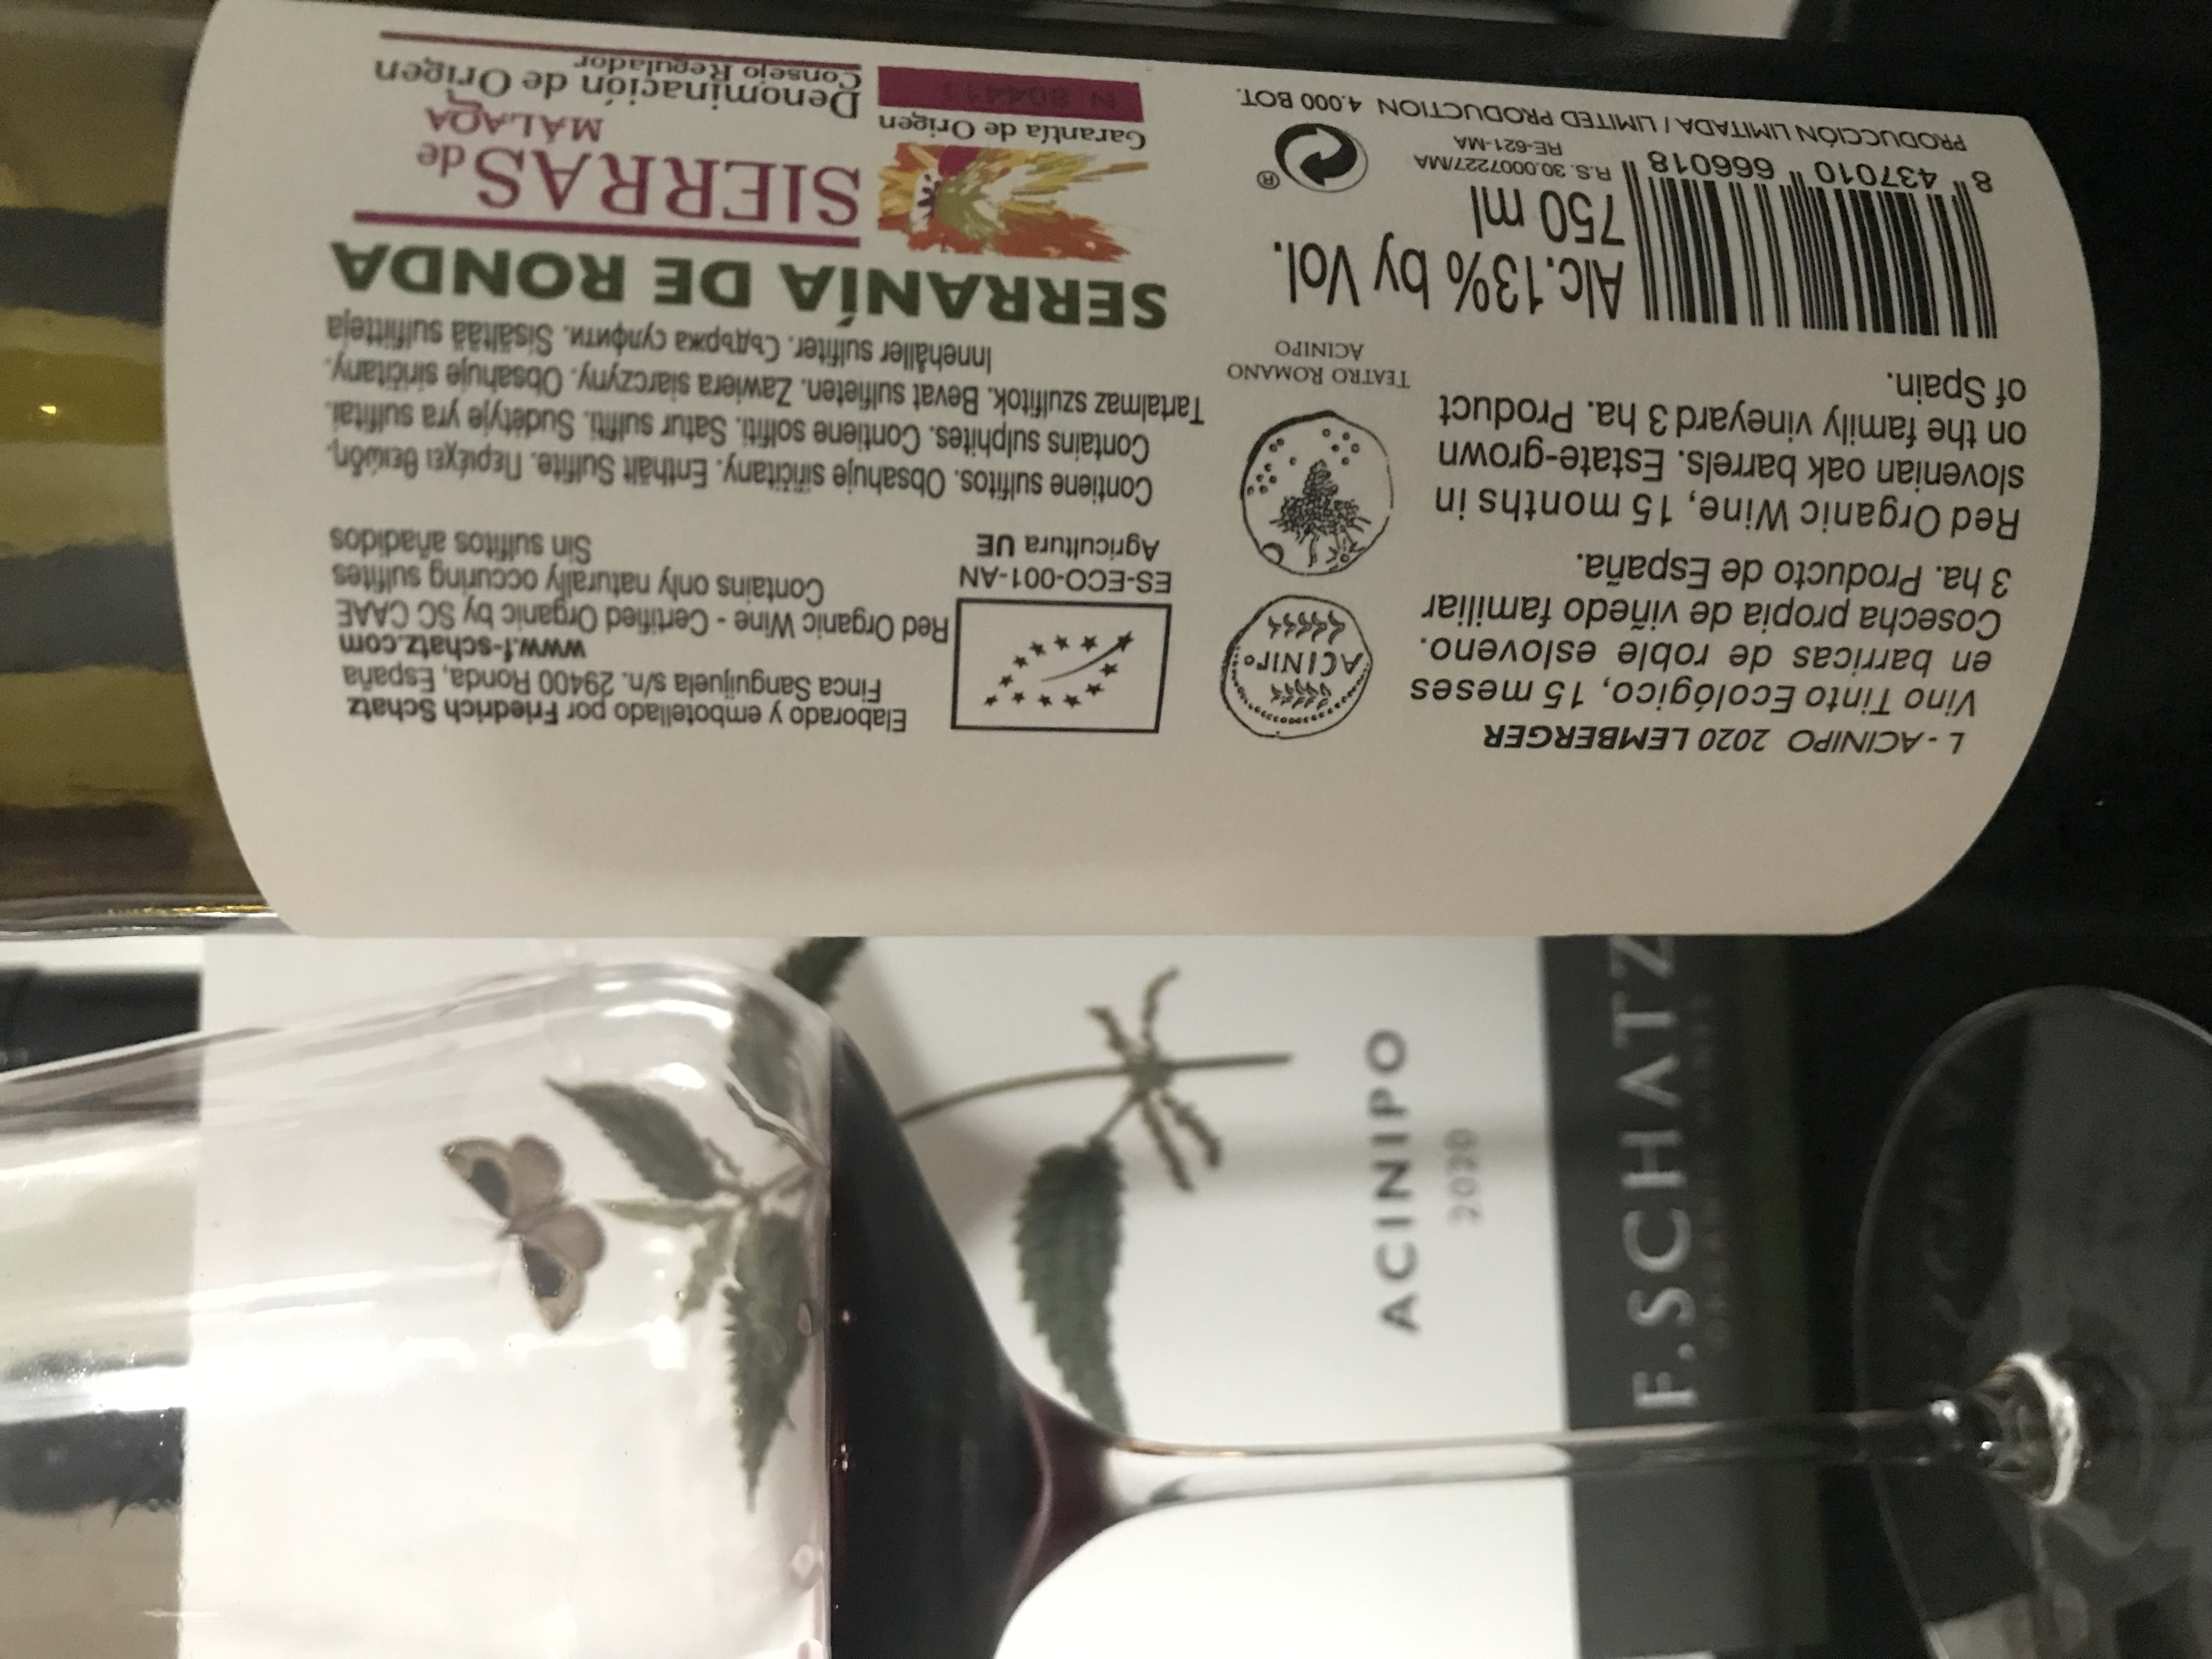 L - ACINIPO 2020 LEMBERGER
Vino Tinto Ecológico, 15 meses
en barricas de roble esloveno.
Cosecha propia de viñedo familiar
3 ha. Producto de España.
Red Organic Wine, 15 months in
slovenian oak barrels. Estate-grown
on the family vineyard 3 ha. Product
of Spain.
ACINIPO
TEATRO ROMANO
ACINIPO
Alc.13% by Vol.
750 ml
R.S. 30.0007227/MA
RE-621-MA
®
8 437010 666018
PRODUCCIÓN LIMITADA / LIMITED PRODUCTION 4.000 BOT.
Elaborado y embotellado por Friedrich Schatz
Finca Sanguijuela s/n. 29400 Ronda, España
www.f-schatz.com
Red Organic Wine - Certified Organic by SC CAAE
Contains only naturally occuring sulfites
Sin sulfitos añadidos
ES-ECO-001-AN
Agricultura UE
Contiene sulfitos. Obsahuje siřičitany. Enthält Sulfite. Περιέχει θειώδη.
Contains sulphites. Contiene solfiti. Satur sulfiti. Sudėtyje yra sulfitai.
Tartalmaz szulfitok. Bevat sulfieten. Zawiera siarczyny. Obsahuje siričitany.
Innehåller sulfiter. Съдържа сулфити. Sisältää sulfiitteja
SERRANÍA DE RONDA
SIERRAS de
MÁLAGA
Denominación de Origen
Consejo Regulador
Garantía de Origen
ACINIPO
2020
F.SCHATZ